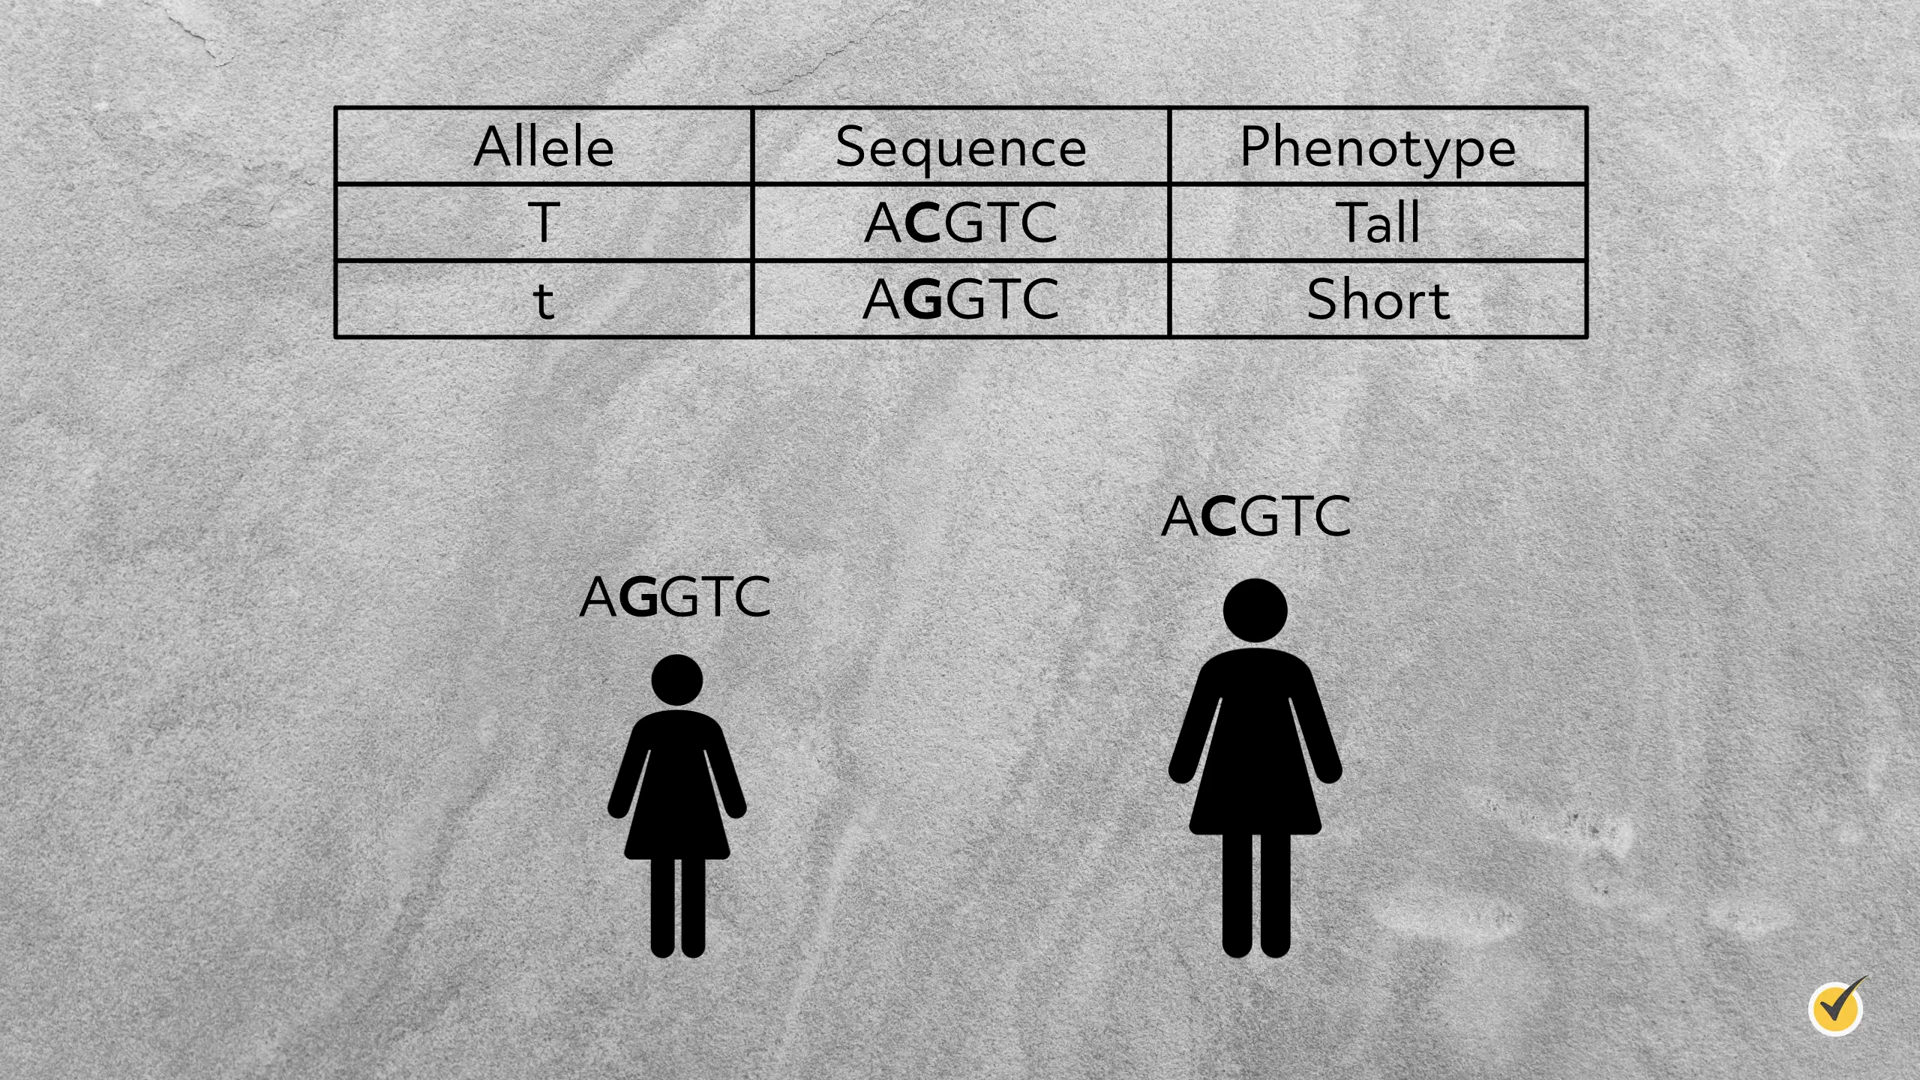 Allele Sequence Phenotype
T ACGTC Tall
t AGGTC Short
ACGTC
AGGTC